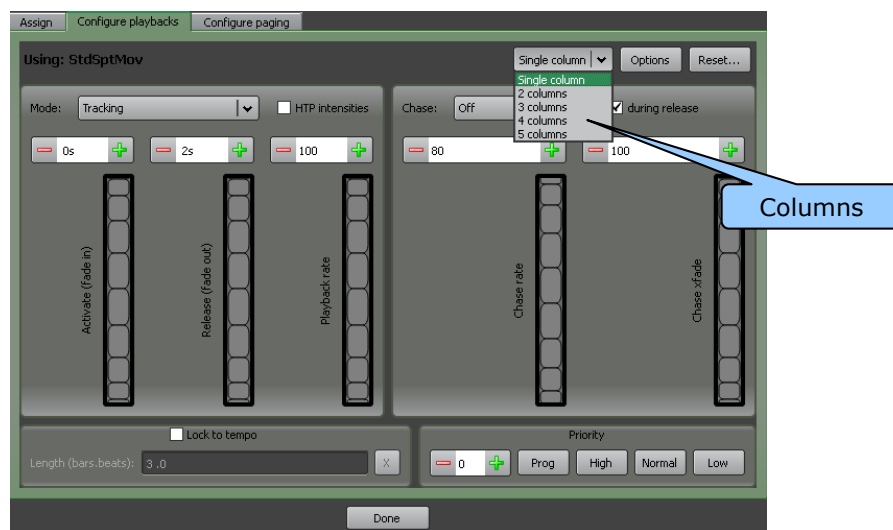 Assign Configure playbacks Configure paging
Using: StdSptMov
Single column Options Reset...
Single column
2 columns
3 columns
4 columns
5 columns
Mode: Tracking HTP intensities
Chase: Off during release
0s 2s 100
80 100
Activate (fade in)
Release (fade out)
Playback rate
Chase rate
Chase xfade
Columns
Lock to tempo
Length (bars.beats): 3.0 X
Priority
0 Prog High Normal Low
Done